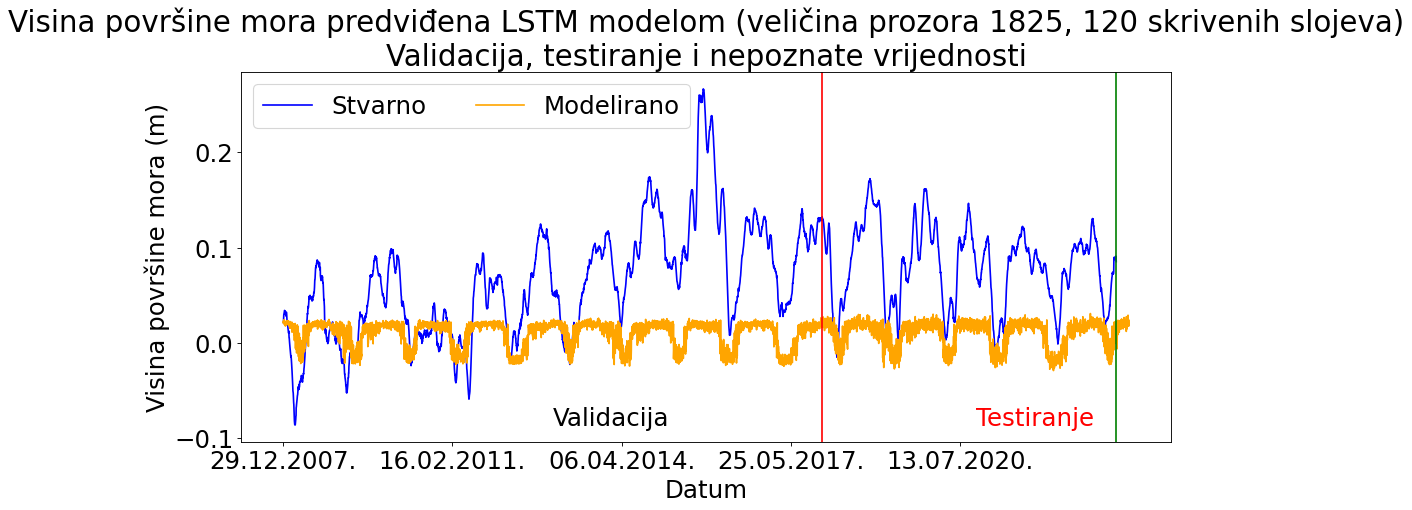 Visina površine mora predviđena LSTM modelom (veličina prozora 1825, 120 skrivenih slojeva)
Validacija, testiranje i nepoznate vrijednosti
Stvarno
Modelirano
Visina površine mora (m)
0.2
0.1
0.0
−0.1
Validacija
Testiranje
29.12.2007.
16.02.2011.
06.04.2014.
25.05.2017.
13.07.2020.
Datum